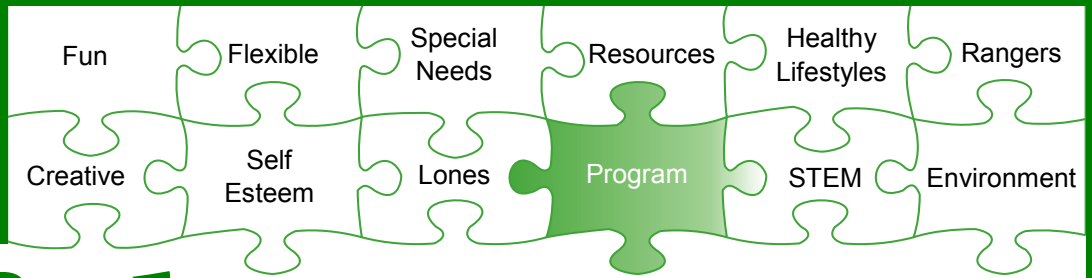 Fun
Flexible
Special
Needs
Resources
Healthy
Lifestyles
Rangers
Creative
Self
Esteem
Lones
Program
STEM
Environment